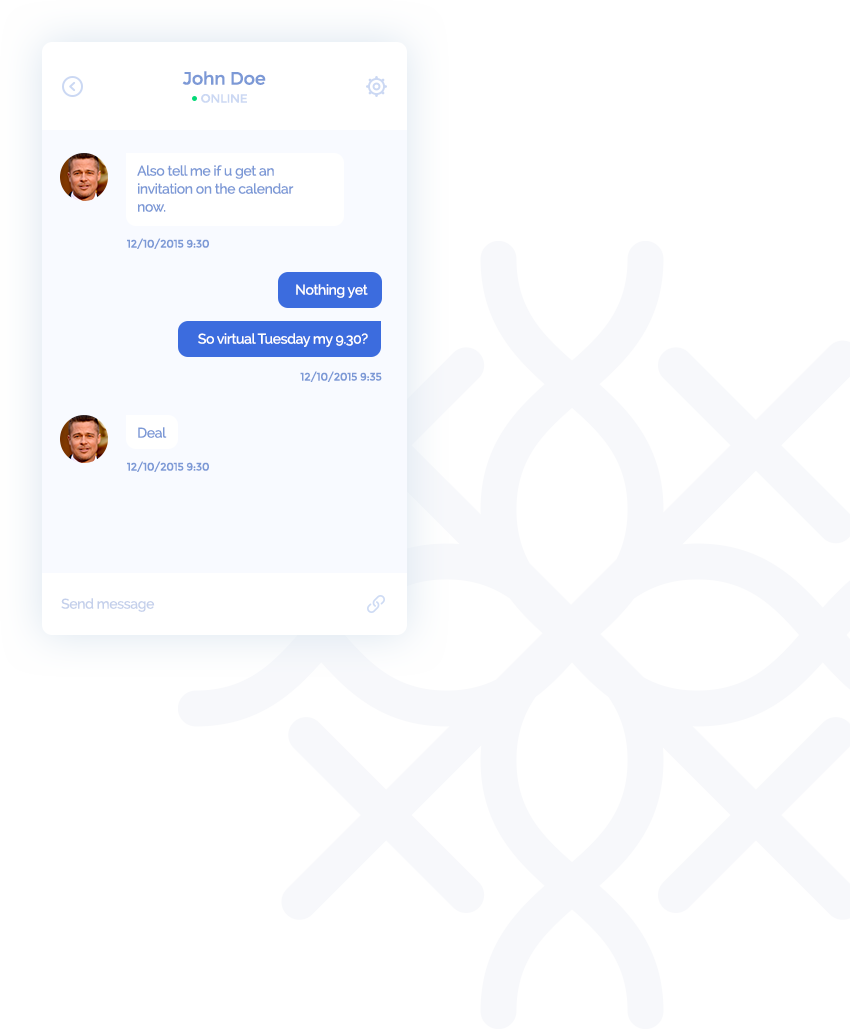 John Doe
ONLINE
Also tell me if u get an
invitation on the calendar
now.
12/10/2015 9:30
Nothing yet
So virtual Tuesday my 9.30?
12/10/2015 9:35
Deal
12/10/2015 9:30
Send message